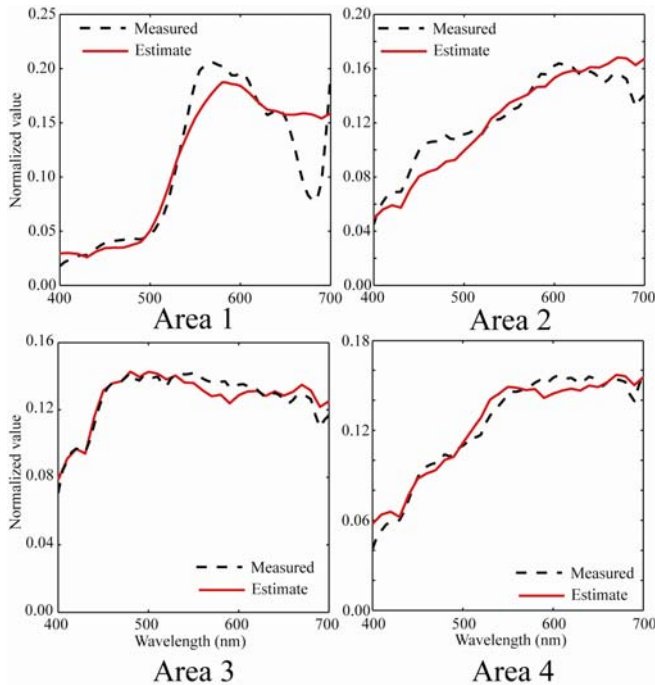 Measured
Estimate
0.25
0.20
0.15
0.10
0.05
0.00
Normalized value
400
500
600
700
Area 1
Measured
Estimate
0.20
0.16
0.12
0.08
0.04
0.00
Normalized value
400
500
600
700
Area 2
0.16
0.12
0.08
0.04
0.00
Normalized value
Measured
Estimate
400
500
600
700
Wavelength (nm)
Area 3
0.18
0.12
0.06
0.00
Normalized value
Measured
Estimate
400
500
600
700
Wavelength (nm)
Area 4